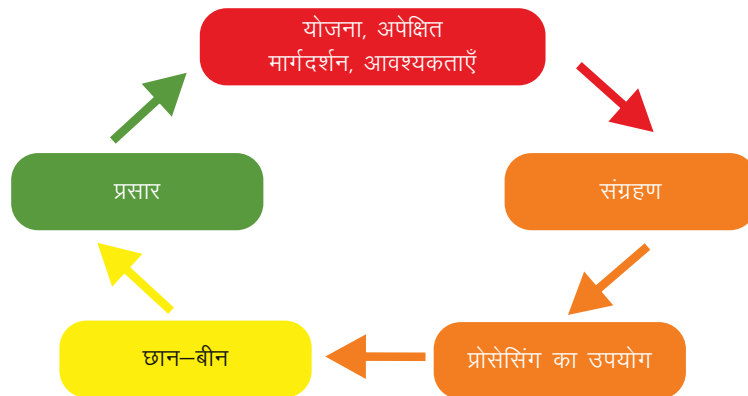 योजना, अपेक्षित
मार्गदर्शन, आवश्यकताएँ
प्रसार
संग्रहण
छान–बीन
प्रोसेसिंग का उपयोग